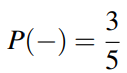 P(−) = 3/5